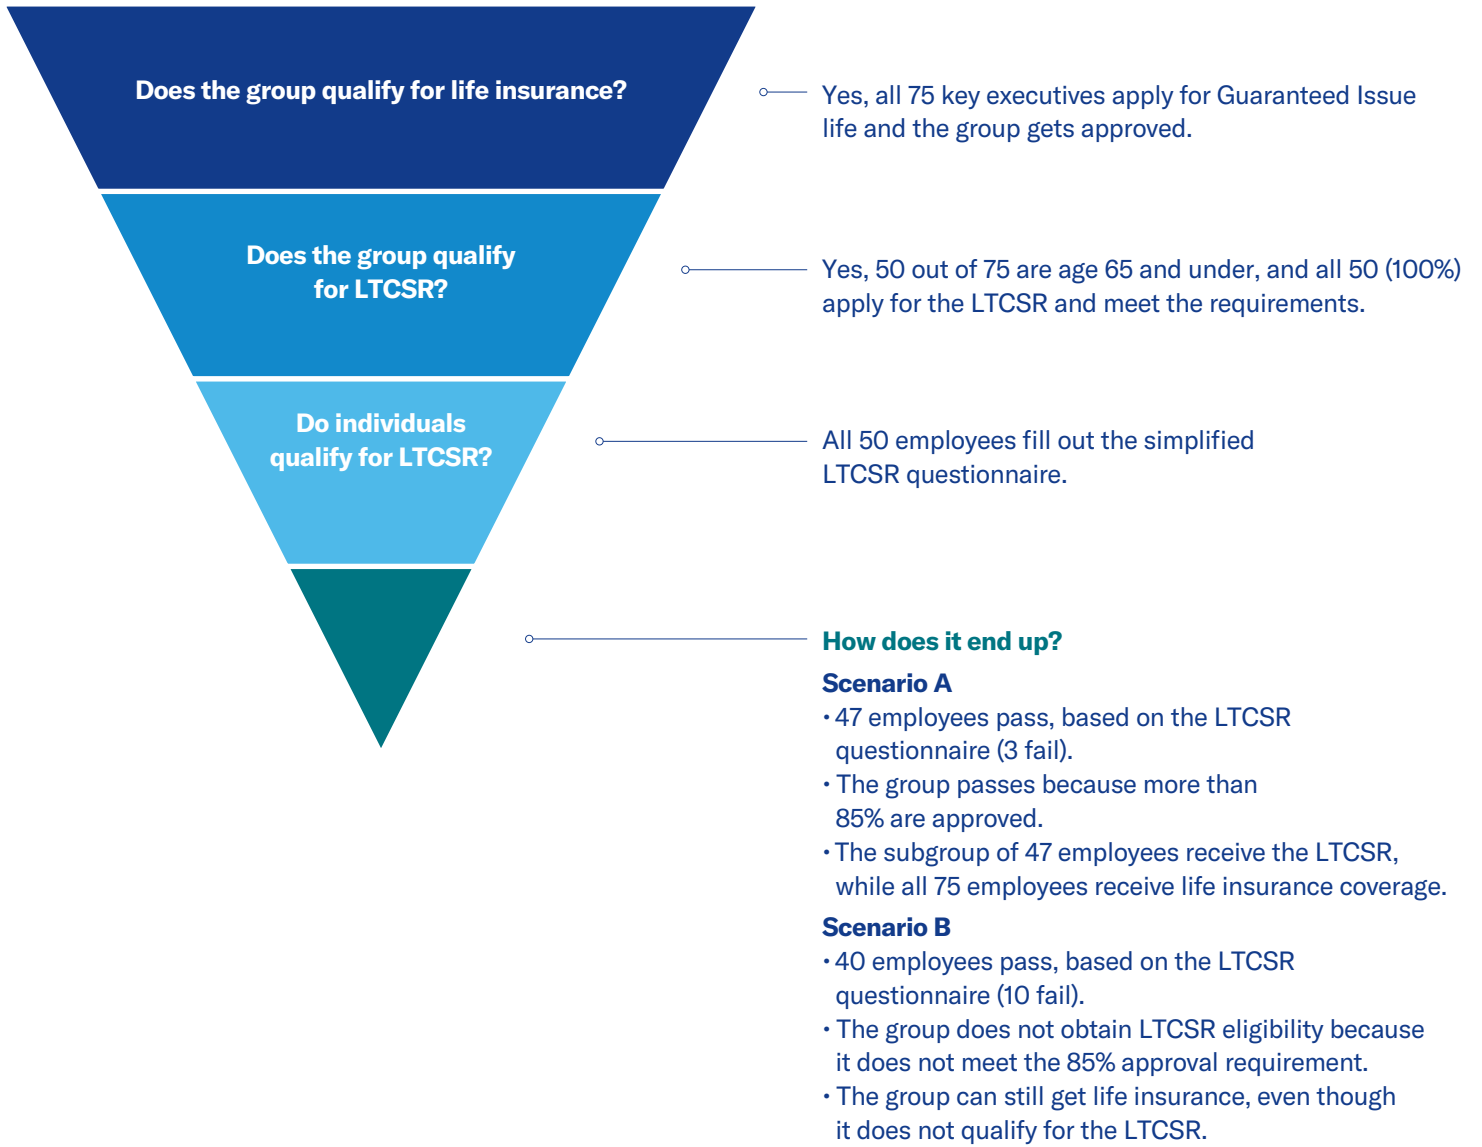 Does the group qualify for life insurance?
Yes, all 75 key executives apply for Guaranteed Issue
life and the group gets approved.
Does the group qualify
for LTCSR?
Yes, 50 out of 75 are age 65 and under, and all 50 (100%)
apply for the LTCSR and meet the requirements.
Do individuals
qualify for LTCSR?
All 50 employees fill out the simplified
LTCSR questionnaire.
How does it end up?
Scenario A
• 47 employees pass, based on the LTCSR
questionnaire (3 fail).
• The group passes because more than
85% are approved.
• The subgroup of 47 employees receive the LTCSR,
while all 75 employees receive life insurance coverage.
Scenario B
• 40 employees pass, based on the LTCSR
questionnaire (10 fail).
• The group does not obtain LTCSR eligibility because
it does not meet the 85% approval requirement.
• The group can still get life insurance, even though
it does not qualify for the LTCSR.